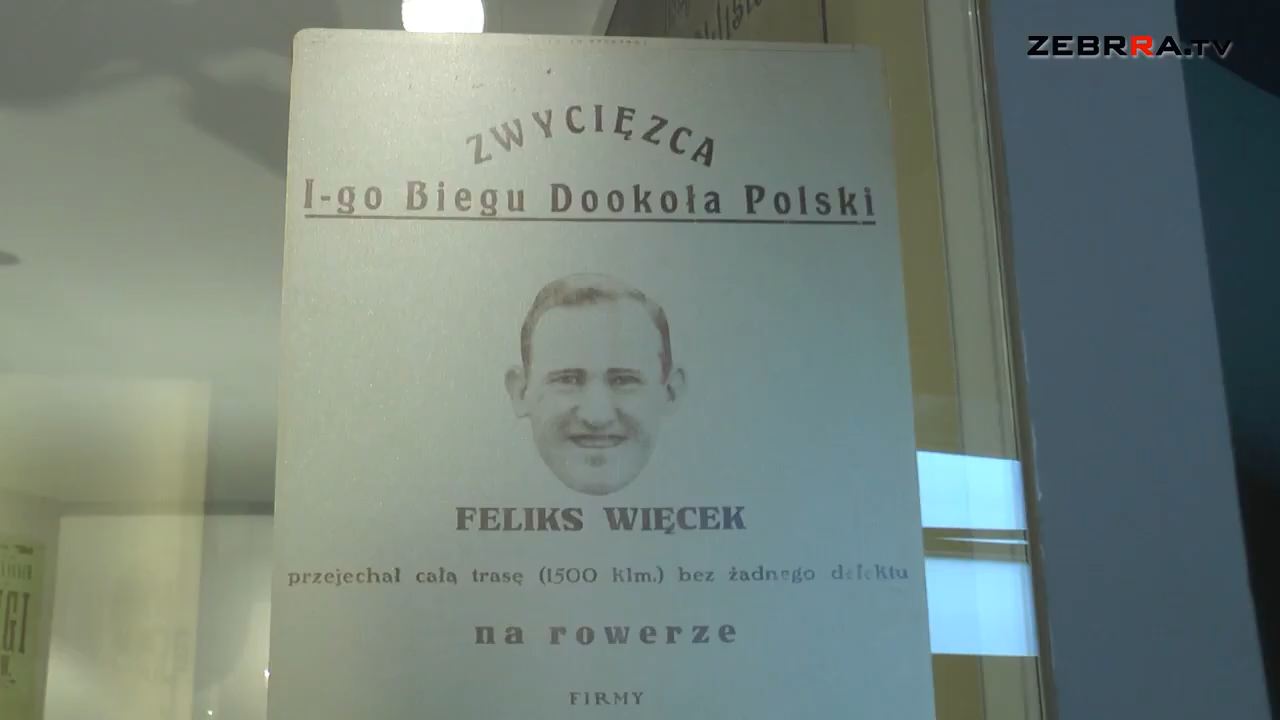 ZEBRRA.TV
ZWYCIĘZCA
I-go Biegu Dookoła Polski
FELIKS WIĘCEK
przejechał całą trasę (1500 klm.) bez żadnego defektu
na rowerze
FIRMY